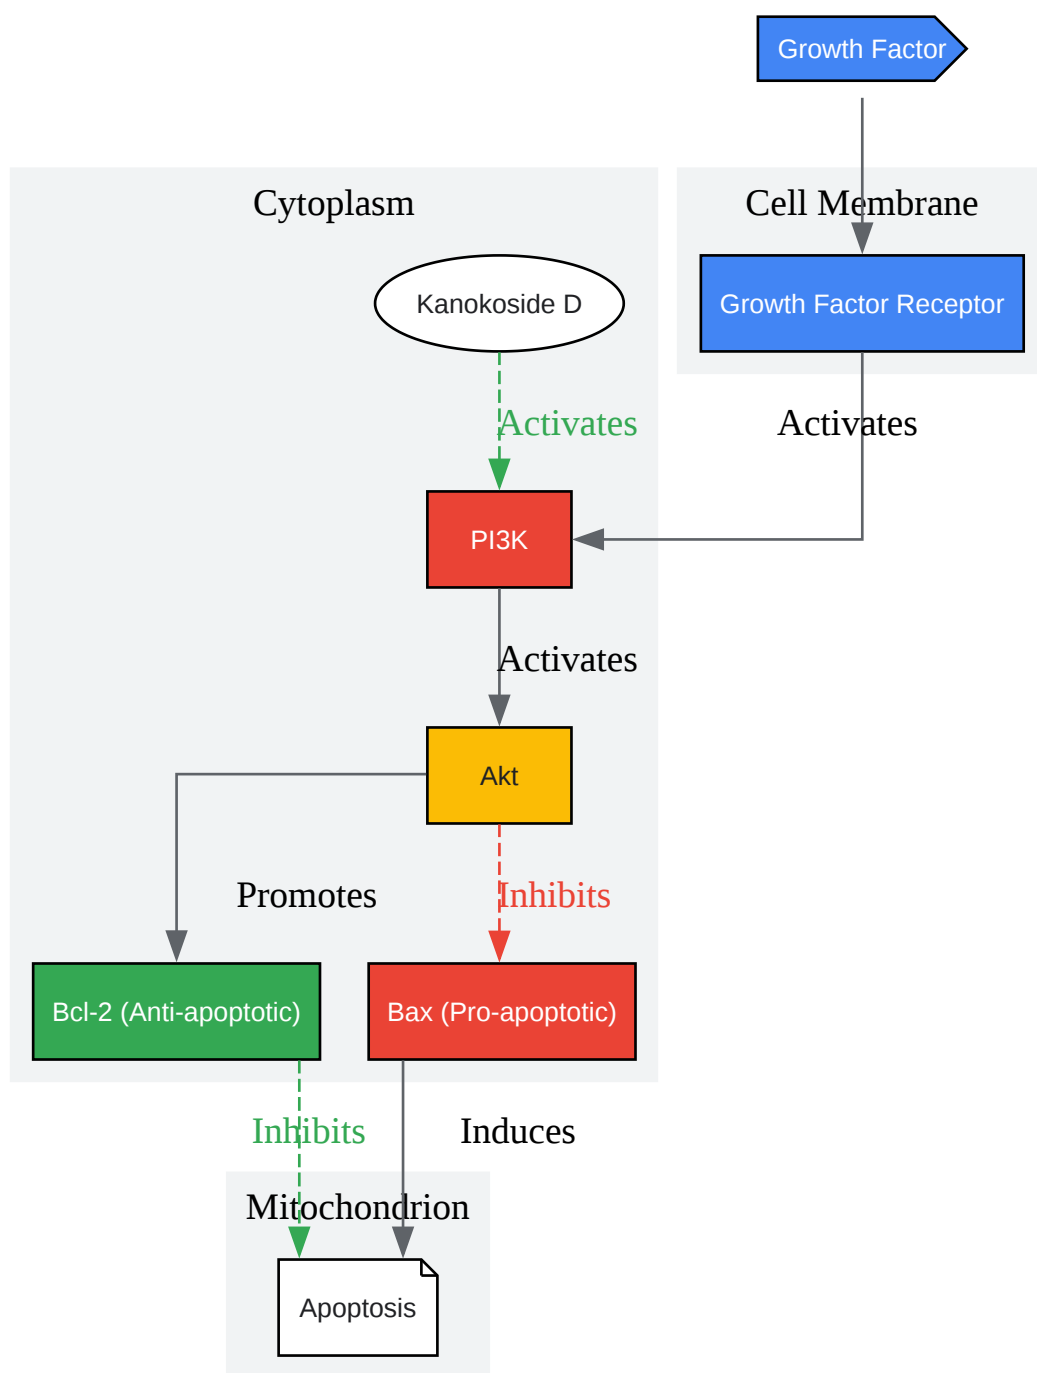 Growth Factor
Cytoplasm
Cell Membrane
Kanokoside D
Growth Factor Receptor
Activates
Activates
PI3K
Activates
Akt
Promotes
Inhibits
Bcl-2 (Anti-apoptotic)
Bax (Pro-apoptotic)
Inhibits
Induces
Mitochondrion
Apoptosis